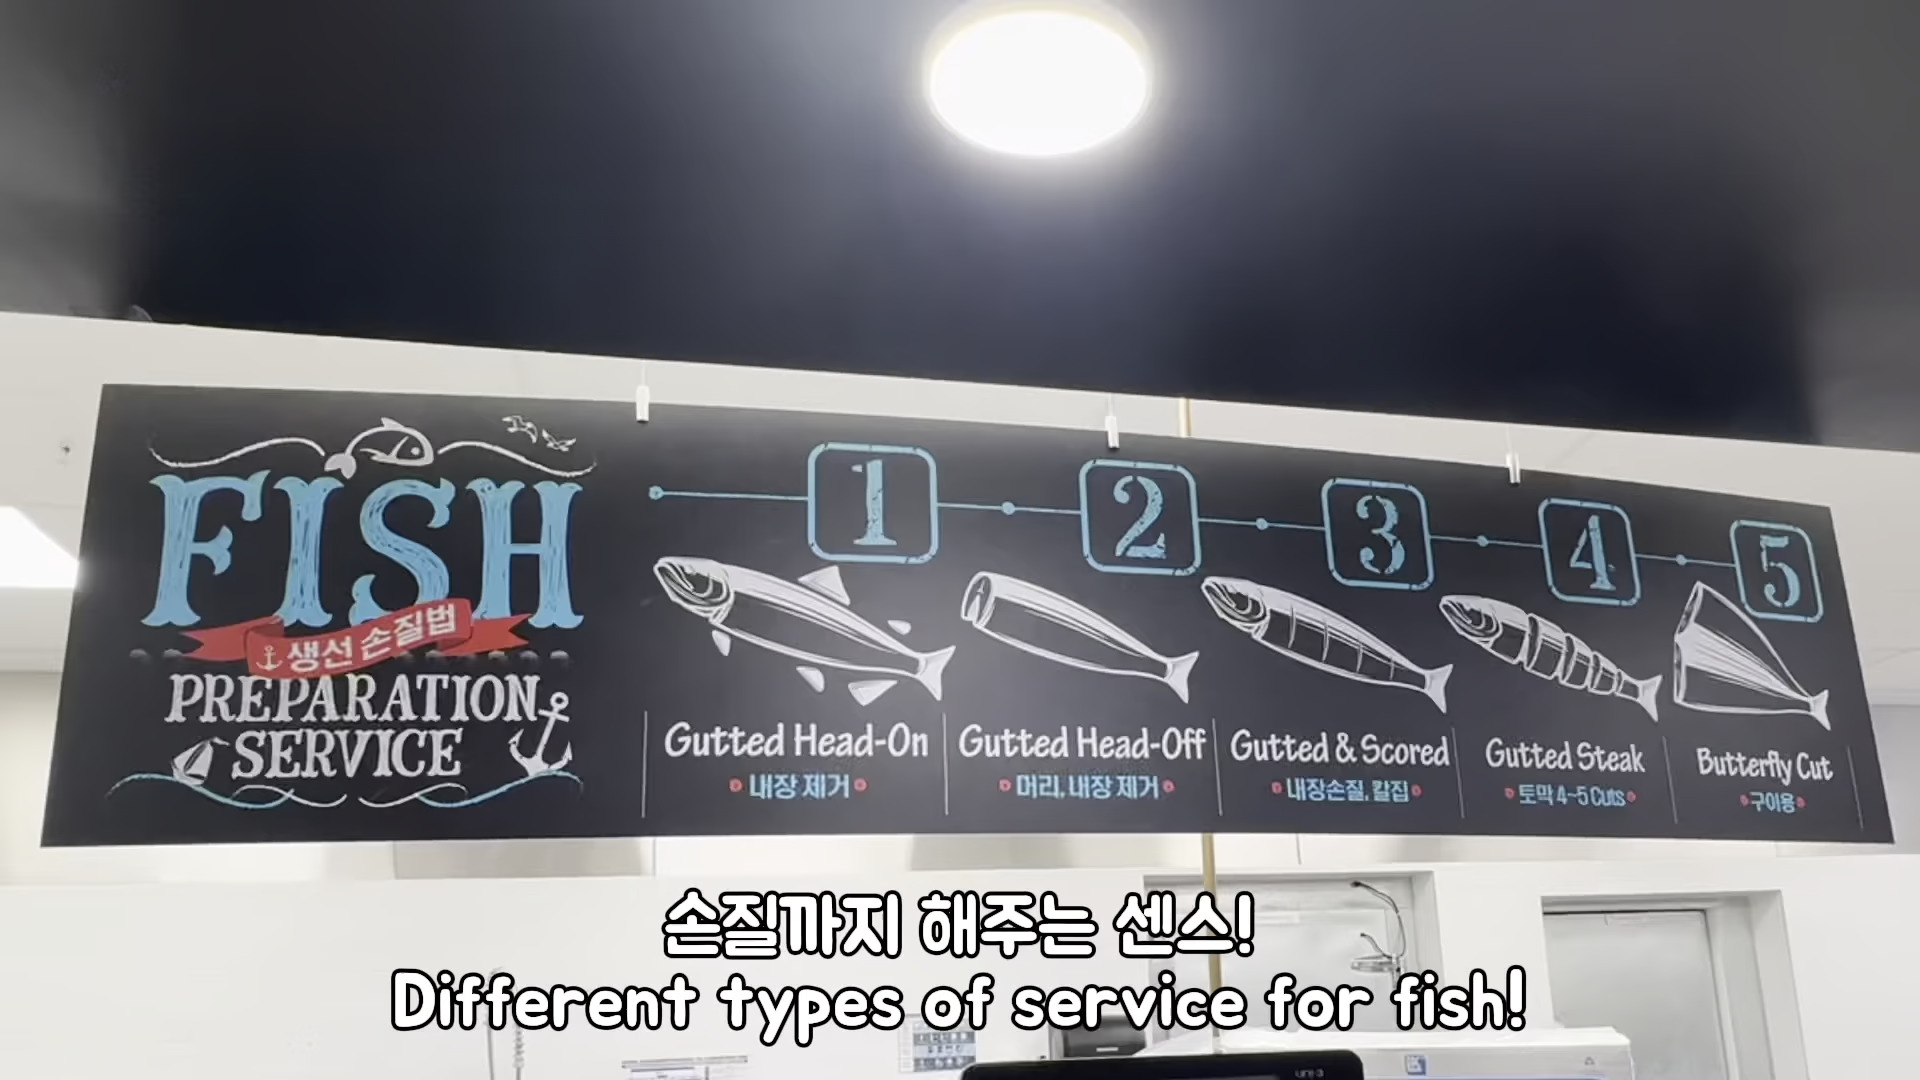 FISH
생선 손질법
PREPARATION
SERVICE
1
Gutted Head-On
내장 제거
2
Gutted Head-Off
머리, 내장 제거
3
Gutted & Scored
내장손질, 칼집
4
Gutted Steak
토막 4~5 Cuts
5
Butterfly Cut
구이용
손질까지 해주는 센스!
Different types of service for fish!